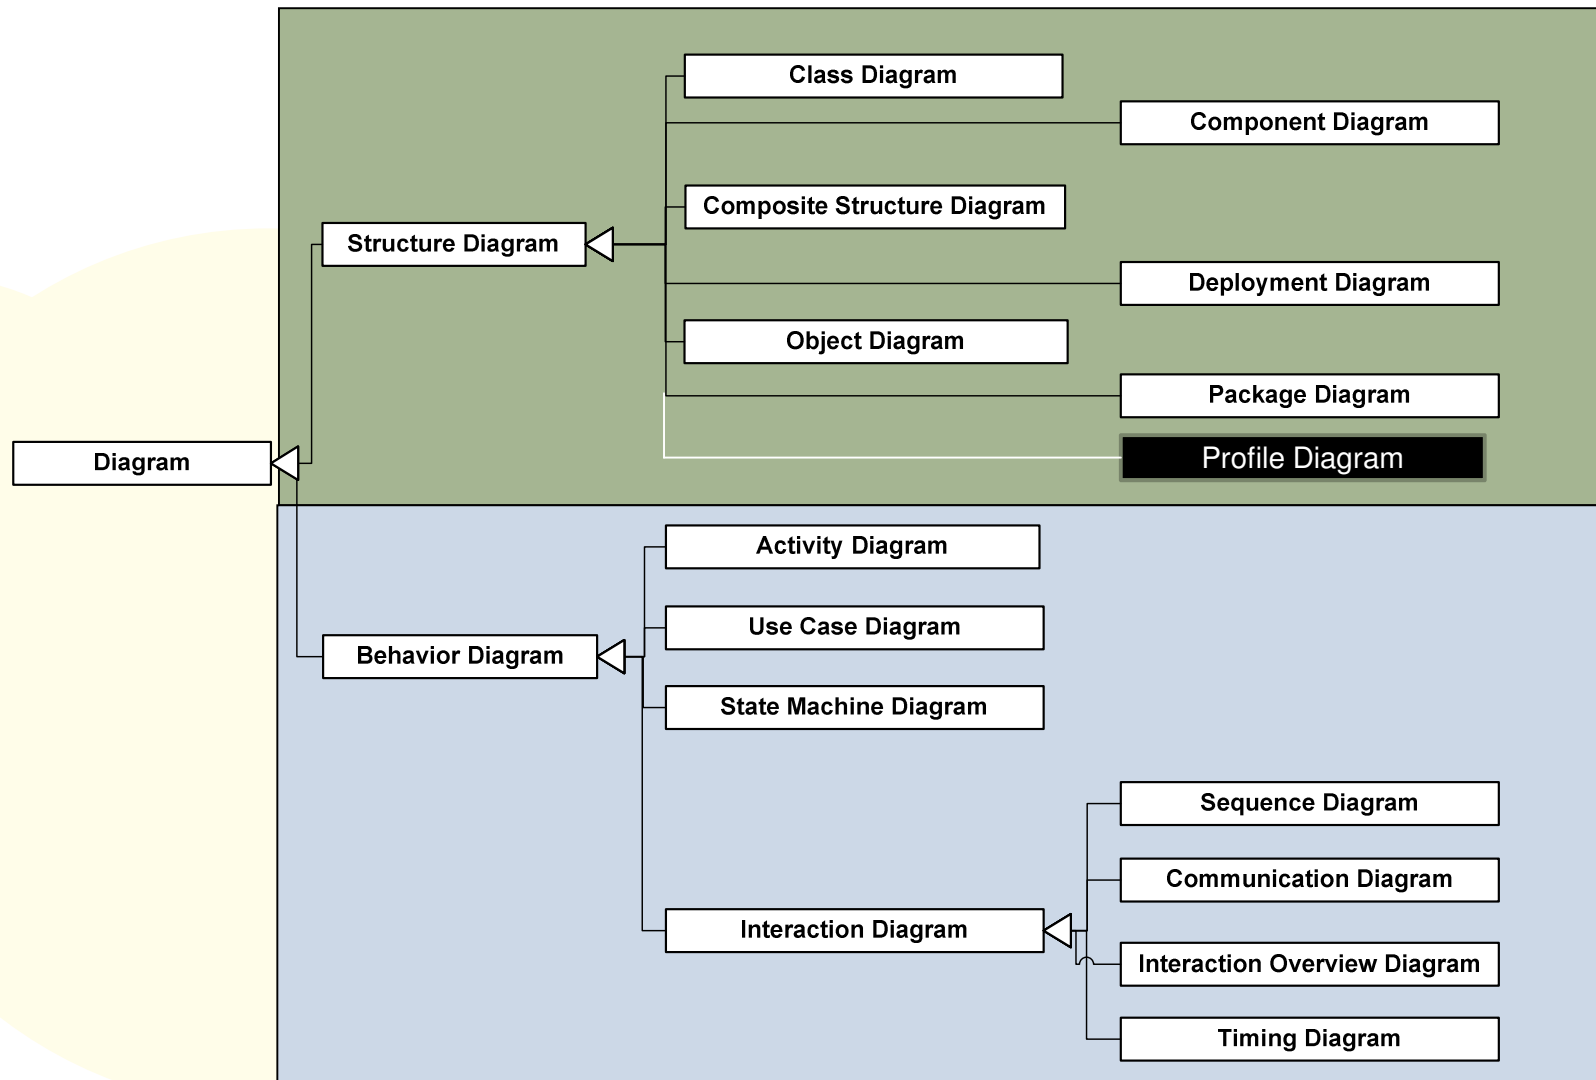 Class Diagram
Component Diagram
Composite Structure Diagram
Structure Diagram
Deployment Diagram
Object Diagram
Package Diagram
Profile Diagram
Diagram
Activity Diagram
Use Case Diagram
Behavior Diagram
State Machine Diagram
Sequence Diagram
Communication Diagram
Interaction Diagram
Interaction Overview Diagram
Timing Diagram